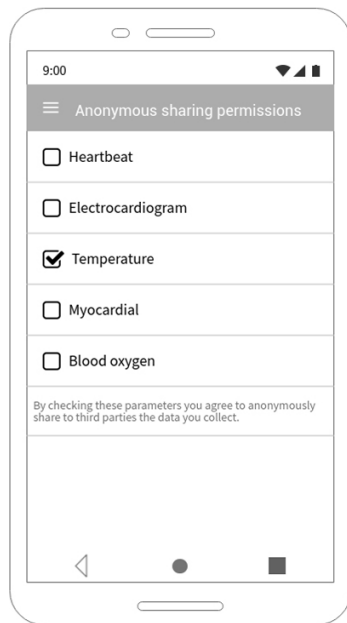 9:00
Anonymous sharing permissions
Heartbeat
Electrocardiogram
Temperature
Myocardial
Blood oxygen
By checking these parameters you agree to anonymously
share to third parties the data you collect.